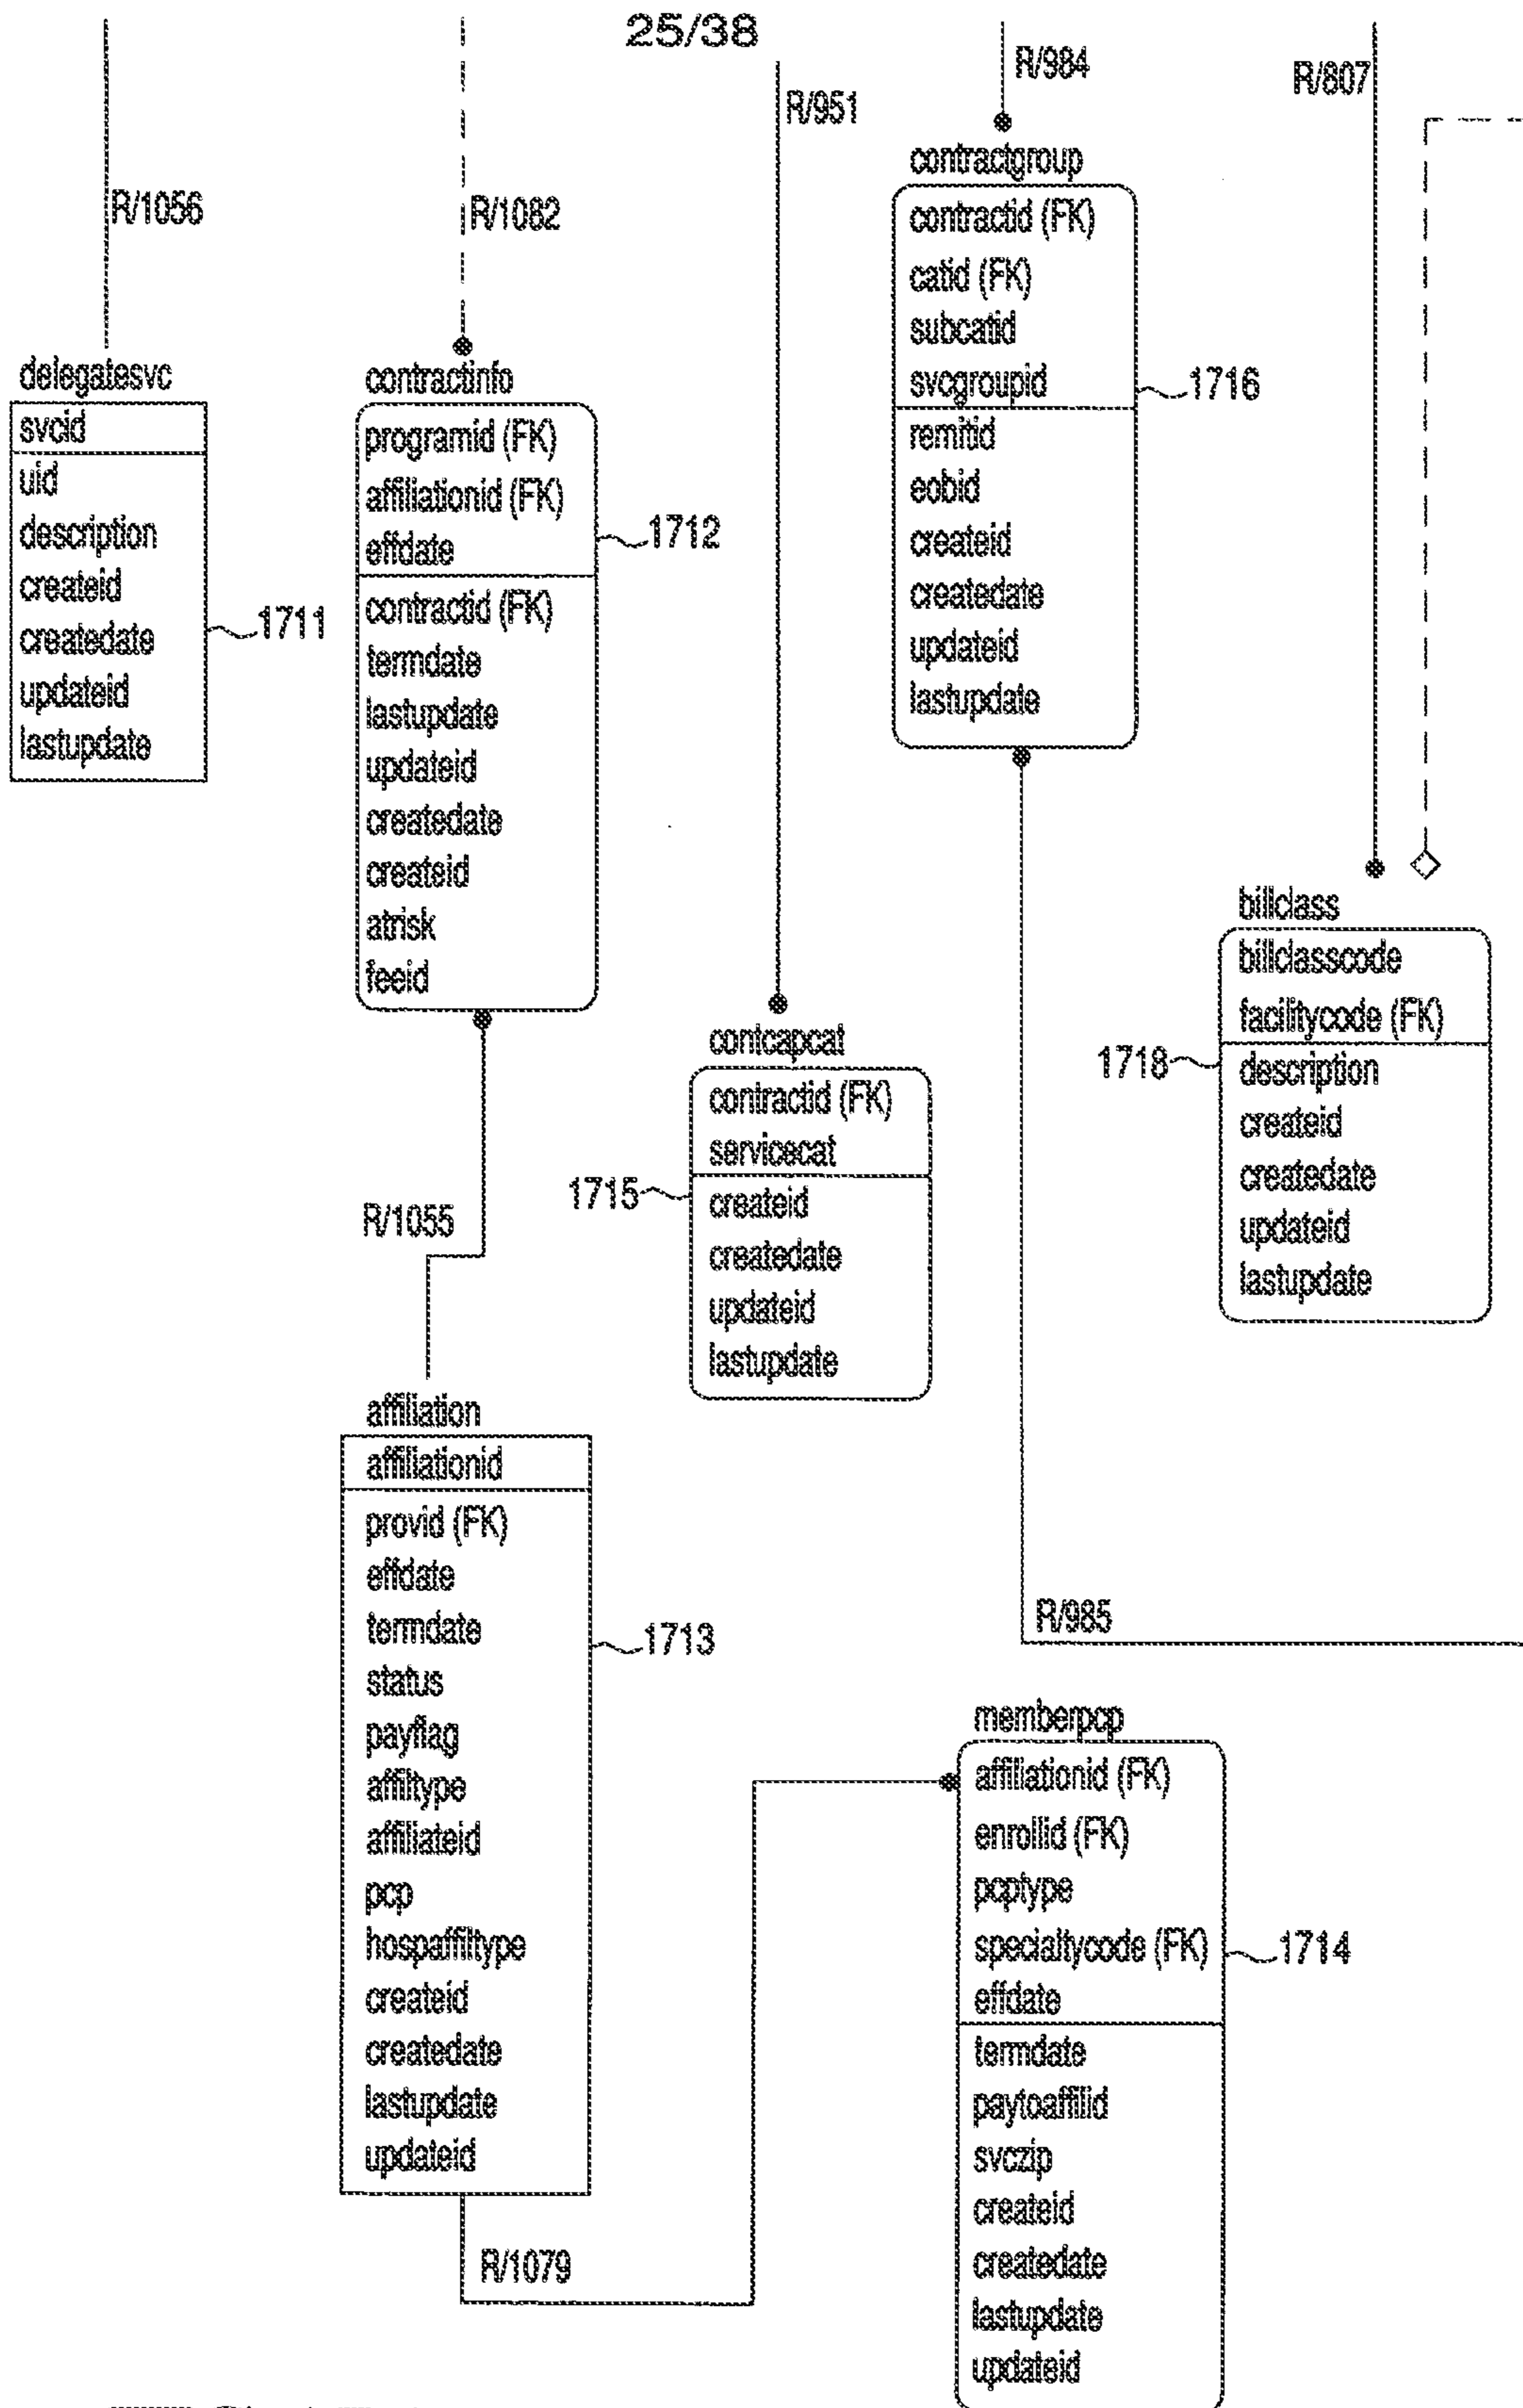 25/38
R/1056
R/1082
R/951
R/984
R/807
delegatesvc
svcid
uid
description
createid
createdate
updateid
lastupdate
1711
contractinfo
programid (FK)
affiliationid (FK)
effdate
contractid (FK)
termdate
lastupdate
updateid
createdate
createid
atrisk
feeid
1712
contractgroup
contractid (FK)
catid (FK)
subcatid
svcgroupid
remitid
eobid
createid
createdate
updateid
lastupdate
1716
contcapcat
contractid (FK)
servicecat
createid
createdate
updateid
lastupdate
1715
billclass
billclasscode
facilitycode (FK)
description
createid
createdate
updateid
lastupdate
1718
R/1055
affiliation
affiliationid
provid (FK)
effdate
termdate
status
payflag
affiltype
affiliateid
pcp
hospaffiltype
createid
createdate
lastupdate
updateid
1713
R/985
memberpcp
affiliationid (FK)
enrollid (FK)
pcptype
specialtycode (FK)
effdate
termdate
paytoaffilid
svczip
createid
createdate
lastupdate
updateid
1714
R/1079